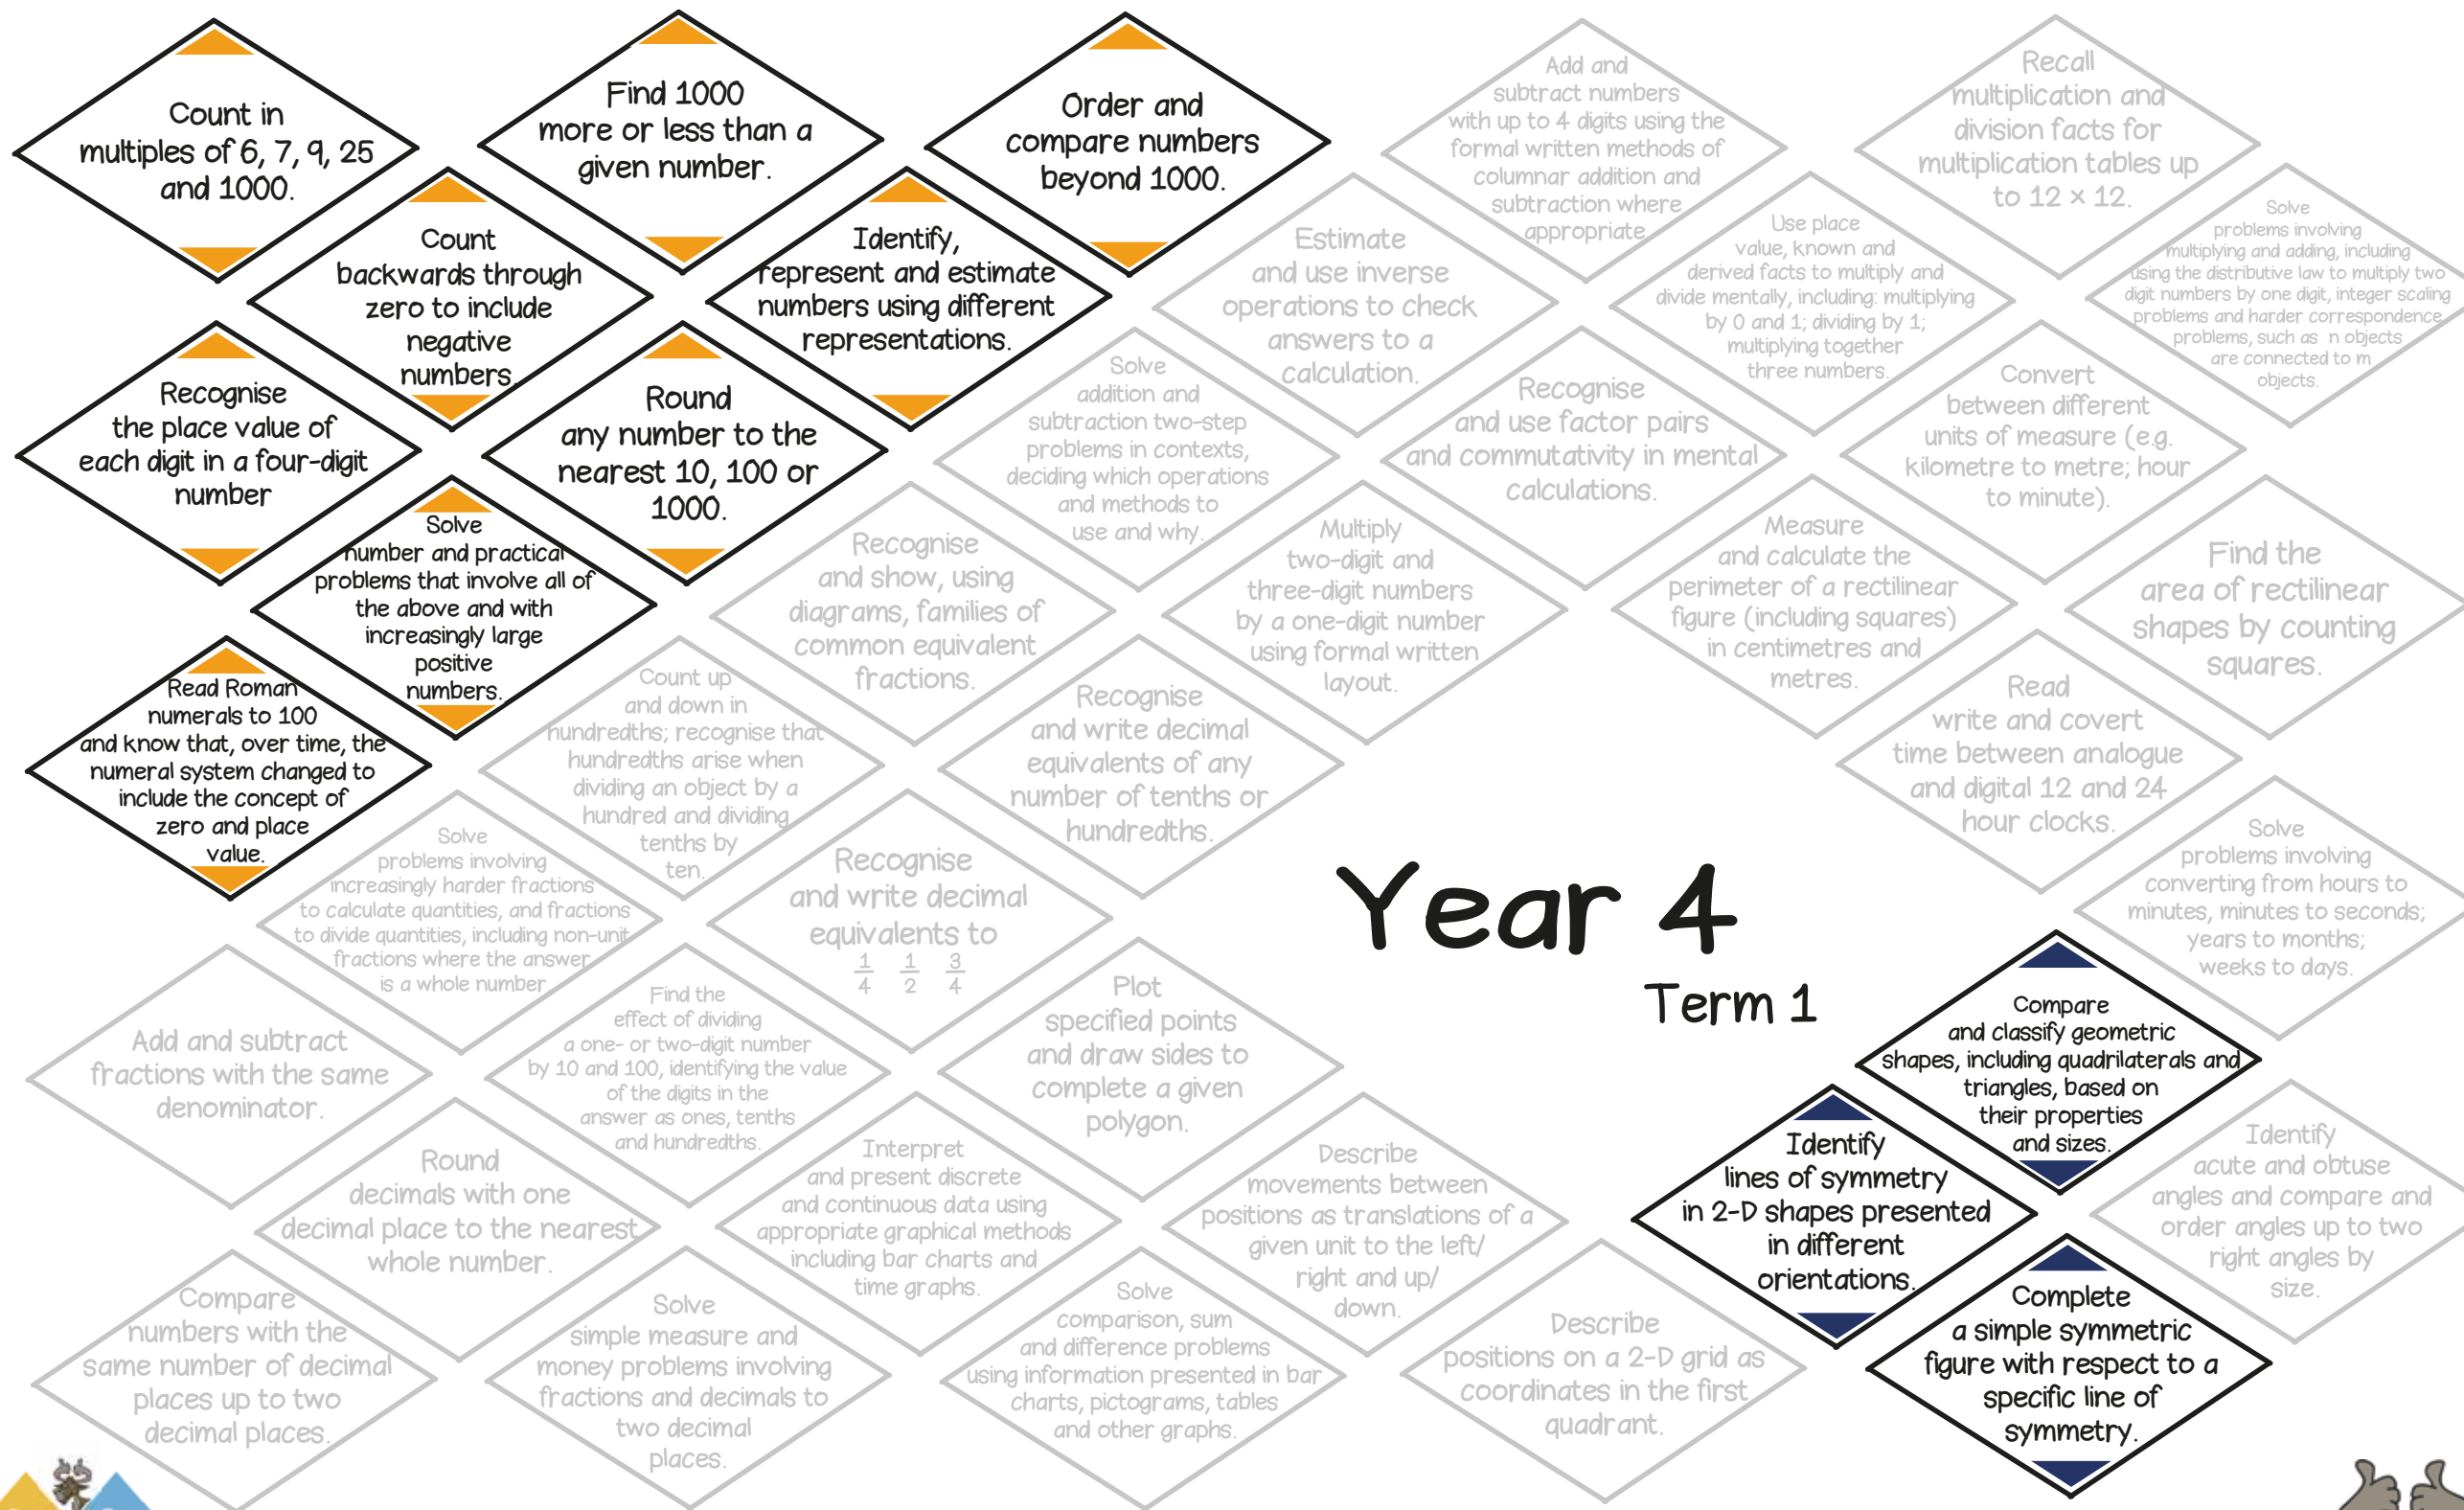 Count in
multiples of 6, 7, 9, 25
and 1000.
Find 1000
more or less than a
given number.
Order and
compare numbers
beyond 1000.
Add and
subtract numbers
with up to 4 digits using the
formal written methods of
columnar addition and
subtraction where
appropriate
Recall
multiplication and
division facts for
multiplication tables up
to 12 × 12.
Count
backwards through
zero to include
negative
numbers.
Identify,
represent and estimate
numbers using different
representations.
Estimate
and use inverse
operations to check
answers to a
calculation.
Use place
value, known and
derived facts to multiply and
divide mentally, including: multiplying
by 0 and 1; dividing by 1;
multiplying together
three numbers.
Solve
problems involving
multiplying and adding, including
using the distributive law to multiply two
digit numbers by one digit, integer scaling
problems and harder correspondence
problems, such as n objects
are connected to m
objects.
Recognise
the place value of
each digit in a four-digit
number
Round
any number to the
nearest 10, 100 or
1000.
Solve
addition and
subtraction two-step
problems in contexts,
deciding which operations
and methods to
use and why.
Recognise
and use factor pairs
and commutativity in mental
calculations.
Convert
between different
units of measure (e.g.
kilometre to metre; hour
to minute).
Solve
number and practical
problems that involve all of
the above and with
increasingly large
positive
numbers.
Recognise
and show, using
diagrams, families of
common equivalent
fractions.
Multiply
two-digit and
three-digit numbers
by a one-digit number
using formal written
layout.
Measure
and calculate the
perimeter of a rectilinear
figure (including squares)
in centimetres and
metres.
Find the
area of rectilinear
shapes by counting
squares.
Read Roman
numerals to 100
and know that, over time, the
numeral system changed to
include the concept of
zero and place
value.
Count up
and down in
hundredths; recognise that
hundredths arise when
dividing an object by a
hundred and dividing
tenths by
ten.
Recognise
and write decimal
equivalents of any
number of tenths or
hundredths.
Read
write and covert
time between analogue
and digital 12 and 24
hour clocks.
Solve
problems involving
increasingly harder fractions
to calculate quantities, and fractions
to divide quantities, including non-unit
fractions where the answer
is a whole number
Recognise
and write decimal
equivalents to
1/4 1/2 3/4
Year 4
Term 1
Solve
problems involving
converting from hours to
minutes, minutes to seconds;
years to months;
weeks to days.
Add and subtract
fractions with the same
denominator.
Find the
effect of dividing
a one- or two-digit number
by 10 and 100, identifying the value
of the digits in the
answer as ones, tenths
and hundredths.
Plot
specified points
and draw sides to
complete a given
polygon.
Compare
and classify geometric
shapes, including quadrilaterals and
triangles, based on
their properties
and sizes.
Round
decimals with one
decimal place to the nearest
whole number.
Interpret
and present discrete
and continuous data using
appropriate graphical methods
including bar charts and
time graphs.
Describe
movements between
positions as translations of a
given unit to the left/
right and up/
down.
Identify
lines of symmetry
in 2-D shapes presented
in different
orientations.
Identify
acute and obtuse
angles and compare and
order angles up to two
right angles by
size.
Compare
numbers with the
same number of decimal
places up to two
decimal places.
Solve
simple measure and
money problems involving
fractions and decimals to
two decimal
places.
Solve
comparison, sum
and difference problems
using information presented in bar
charts, pictograms, tables
and other graphs.
Describe
positions on a 2-D grid as
coordinates in the first
quadrant.
Complete
a simple symmetric
figure with respect to a
specific line of
symmetry.